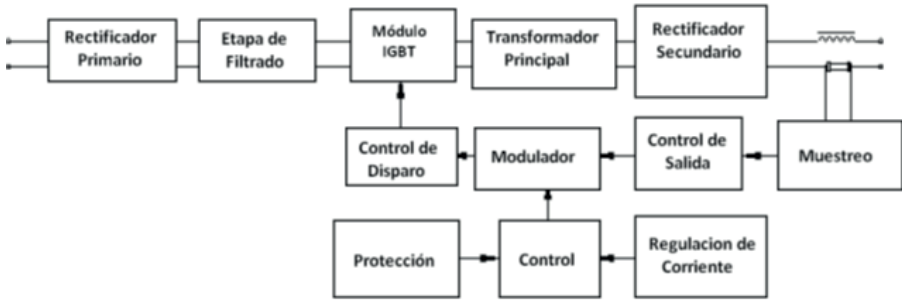 Rectificador
Primario
Etapa de
Filtrado
Módulo
IGBT
Transformador
Principal
Rectificador
Secundario
Control de
Disparo
Modulador
Control de
Salida
Muestreo
Protección
Control
Regulacion de
Corriente